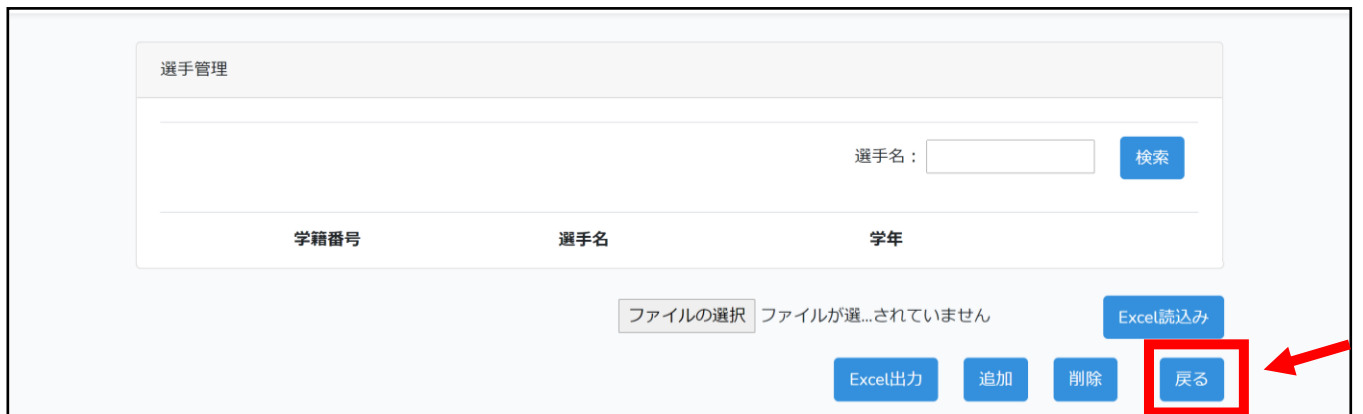 選手管理
選手名： 検索
学籍番号 選手名 学年
ファイルの選択 ファイルが選...されていません Excel読込み
Excel出力 追加 削除 戻る